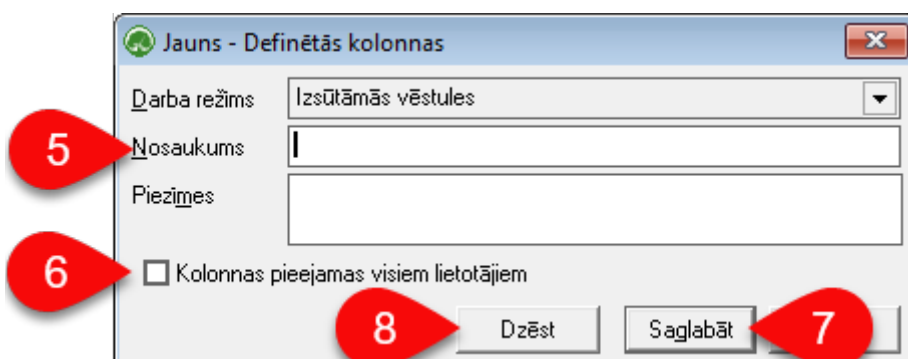 Jauns - Definētās kolonnas
Darba režīms Izsūtāmās vēstules
5 Nosaukums
Piezīmes
6 Kolonnas pieejamas visiem lietotājiem
8 Dzēst Saglabāt 7